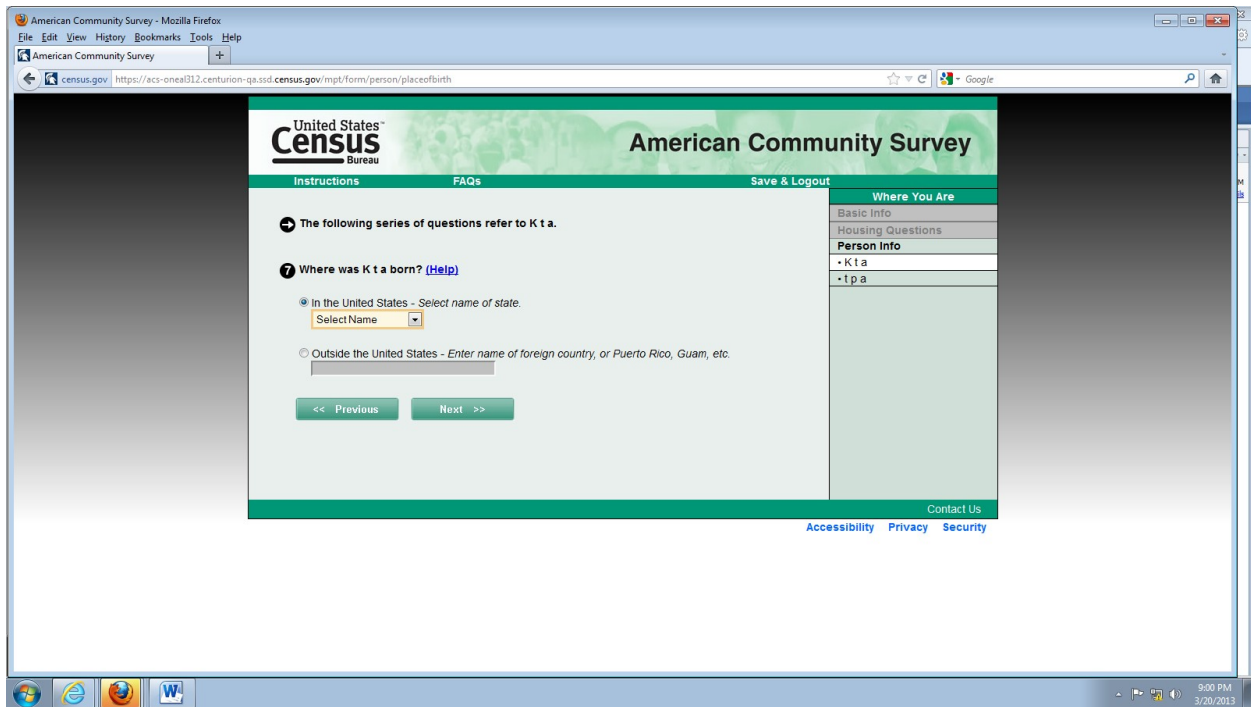 American Community Survey - Mozilla Firefox
File Edit View History Bookmarks Tools Help
American Community Survey +
census.gov https://acs-oneal312.centurion-qa.ssd.census.gov/mpt/form/person/placeofbirth Google
United States™
Census
Bureau
American Community Survey
Instructions FAQs Save & Logout
Where You Are
Basic Info
Housing Questions
Person Info
• K t a
• t p a
The following series of questions refer to K t a.
7 Where was K t a born? (Help)
In the United States - Select name of state.
Select Name
Outside the United States - Enter name of foreign country, or Puerto Rico, Guam, etc.
<< Previous Next >>
Contact Us
Accessibility Privacy Security
W
9:00 PM
3/20/2013